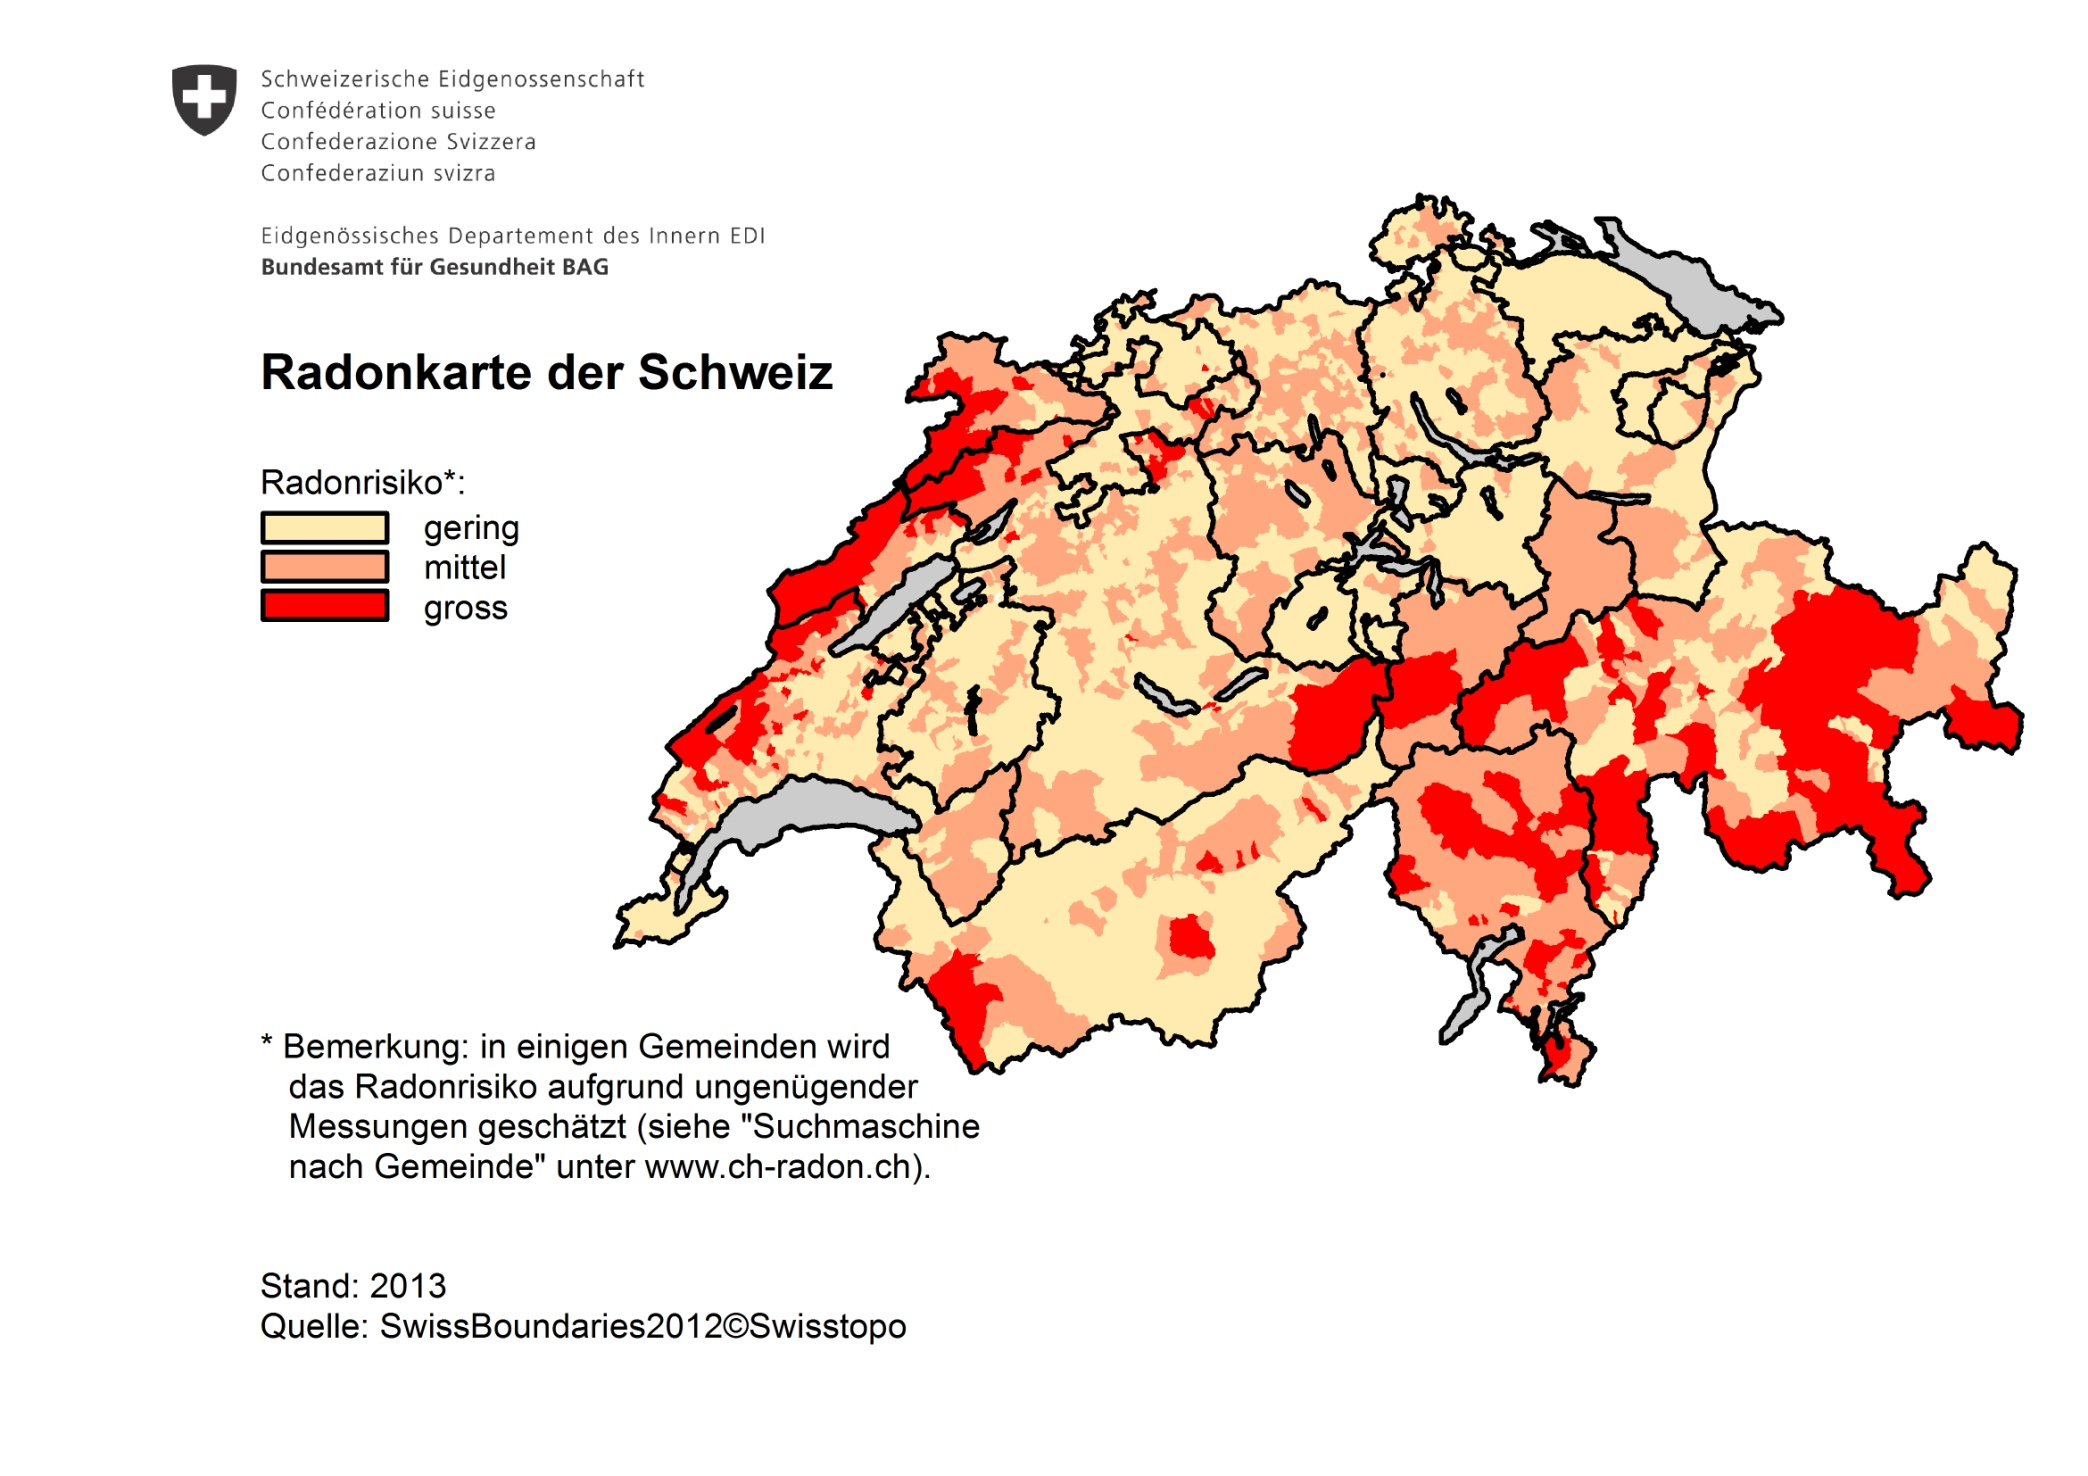 Schweizerische Eidgenossenschaft
Confédération suisse
Confederazione Svizzera
Confederaziun svizra
Eidgenössisches Departement des Innern EDI
Bundesamt für Gesundheit BAG
Radonkarte der Schweiz
Radonrisiko*:
gering
mittel
gross
* Bemerkung: in einigen Gemeinden wird
das Radonrisiko aufgrund ungenügender
Messungen geschätzt (siehe "Suchmaschine
nach Gemeinde" unter www.ch-radon.ch).
Stand: 2013
Quelle: SwissBoundaries2012©Swisstopo